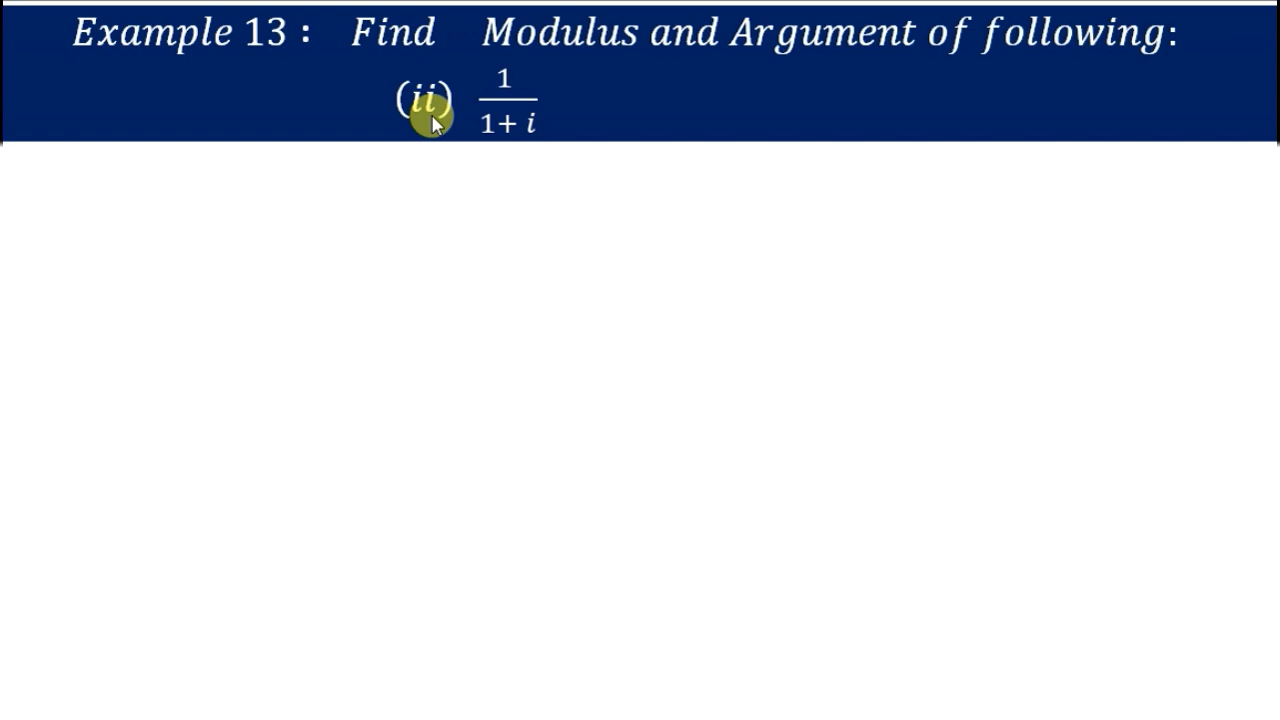 Example 13 : Find Modulus and Argument of following:
(ii) 1/(1+ i)